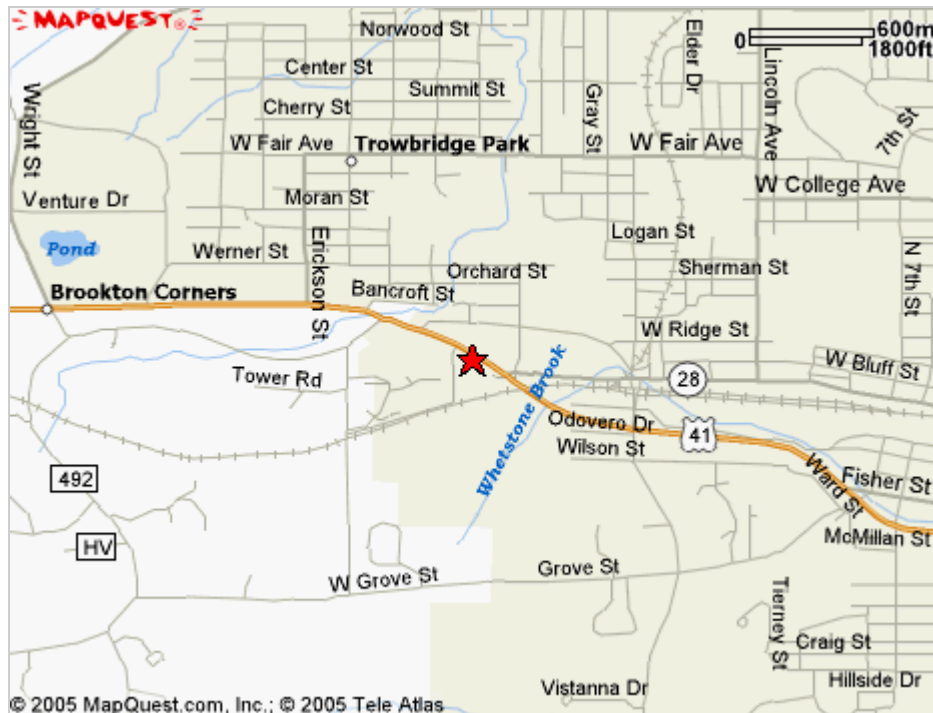 MAPQUEST®
Norwood St
0 600m
1800ft
Center St
Elder Dr
Lincoln Ave
Summit St
Wright St
Cherry St
Gray St
7th St
W Fair Ave
Trowbridge Park
W Fair Ave
W College Ave
Venture Dr
Moran St
Logan St
Pond
Werner St
Erickson St
Orchard St
Sherman St
N 7th St
Brookton Corners
Bancroft St
W Ridge St
W Bluff St
Tower Rd
28
Whetstone Brook
Odovero Dr
41
Wilson St
492
Ward St
Fisher St
HV
McMillan St
W Grove St
Grove St
Tierney St
Craig St
Hillside Dr
Vistanna Dr
© 2005 MapQuest.com, Inc.; © 2005 Tele Atlas